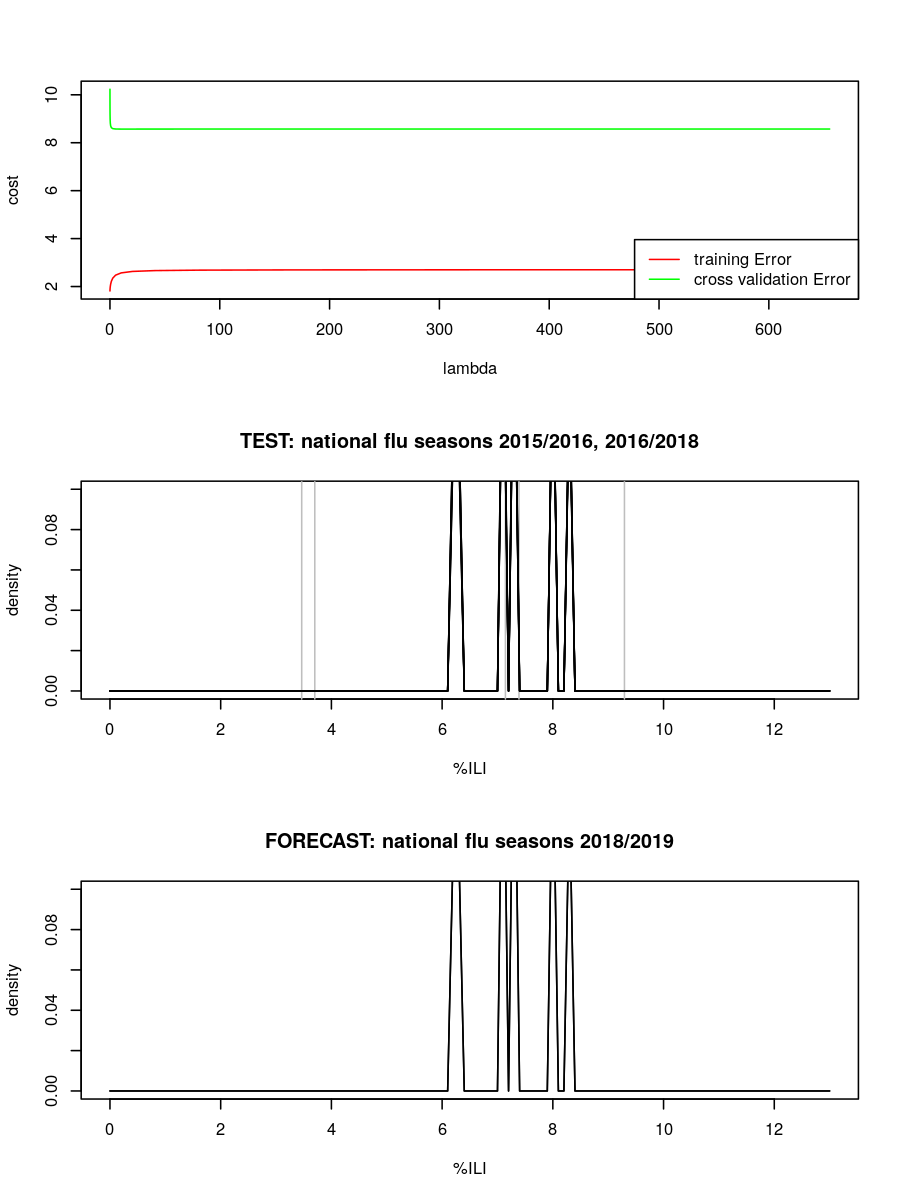 cost
10
8
6
4
2
training Error
cross validation Error
0 100 200 300 400 500 600
lambda
TEST: national flu seasons 2015/2016, 2016/2018
density
0.08
0.04
0.00
0 2 4 6 8 10 12
%ILI
FORECAST: national flu seasons 2018/2019
density
0.08
0.04
0.00
0 2 4 6 8 10 12
%ILI